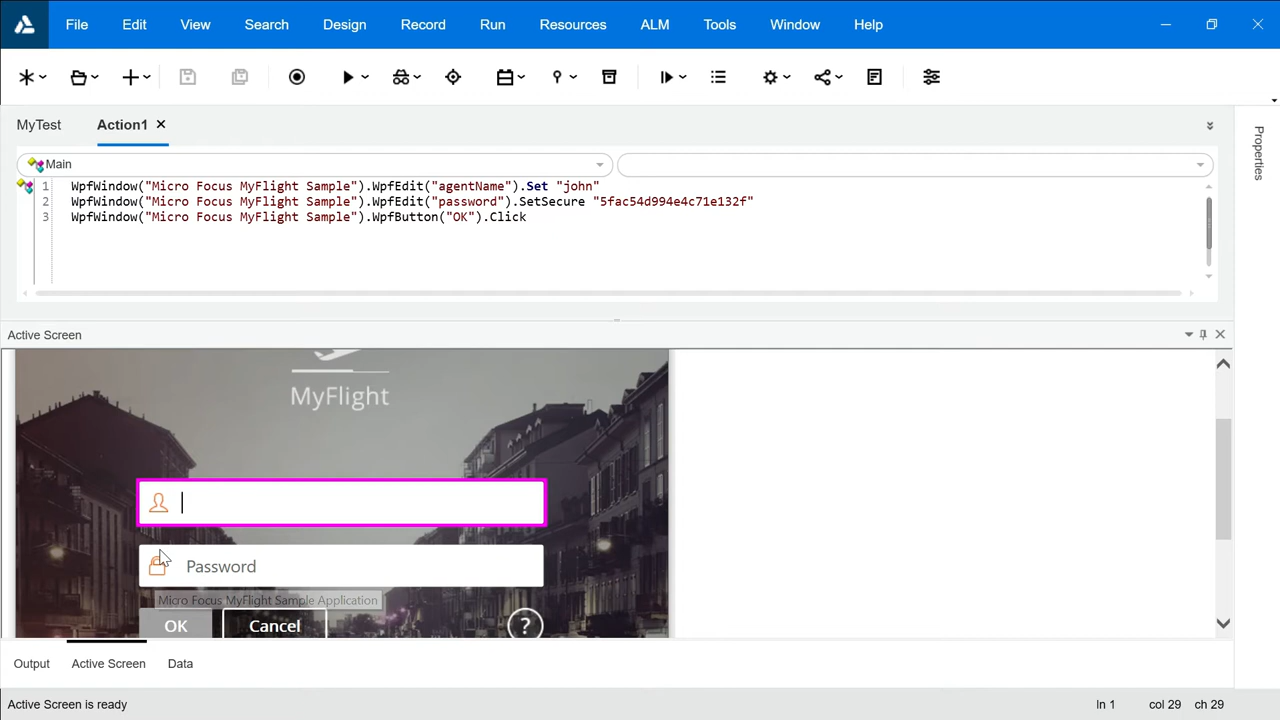 File Edit View Search Design Record Run Resources ALM Tools Window Help
MyTest Action1
Main
1 WpfWindow("Micro Focus MyFlight Sample").WpfEdit("agentName").Set "john"
2 WpfWindow("Micro Focus MyFlight Sample").WpfEdit("password").SetSecure "5fac54d994e4c71e132f"
3 WpfWindow("Micro Focus MyFlight Sample").WpfButton("OK").Click
Properties
Active Screen
MyFlight
Password
Micro Focus MyFlight Sample Application
OK Cancel ?
Output Active Screen Data
Active Screen is ready ln 1 col 29 ch 29